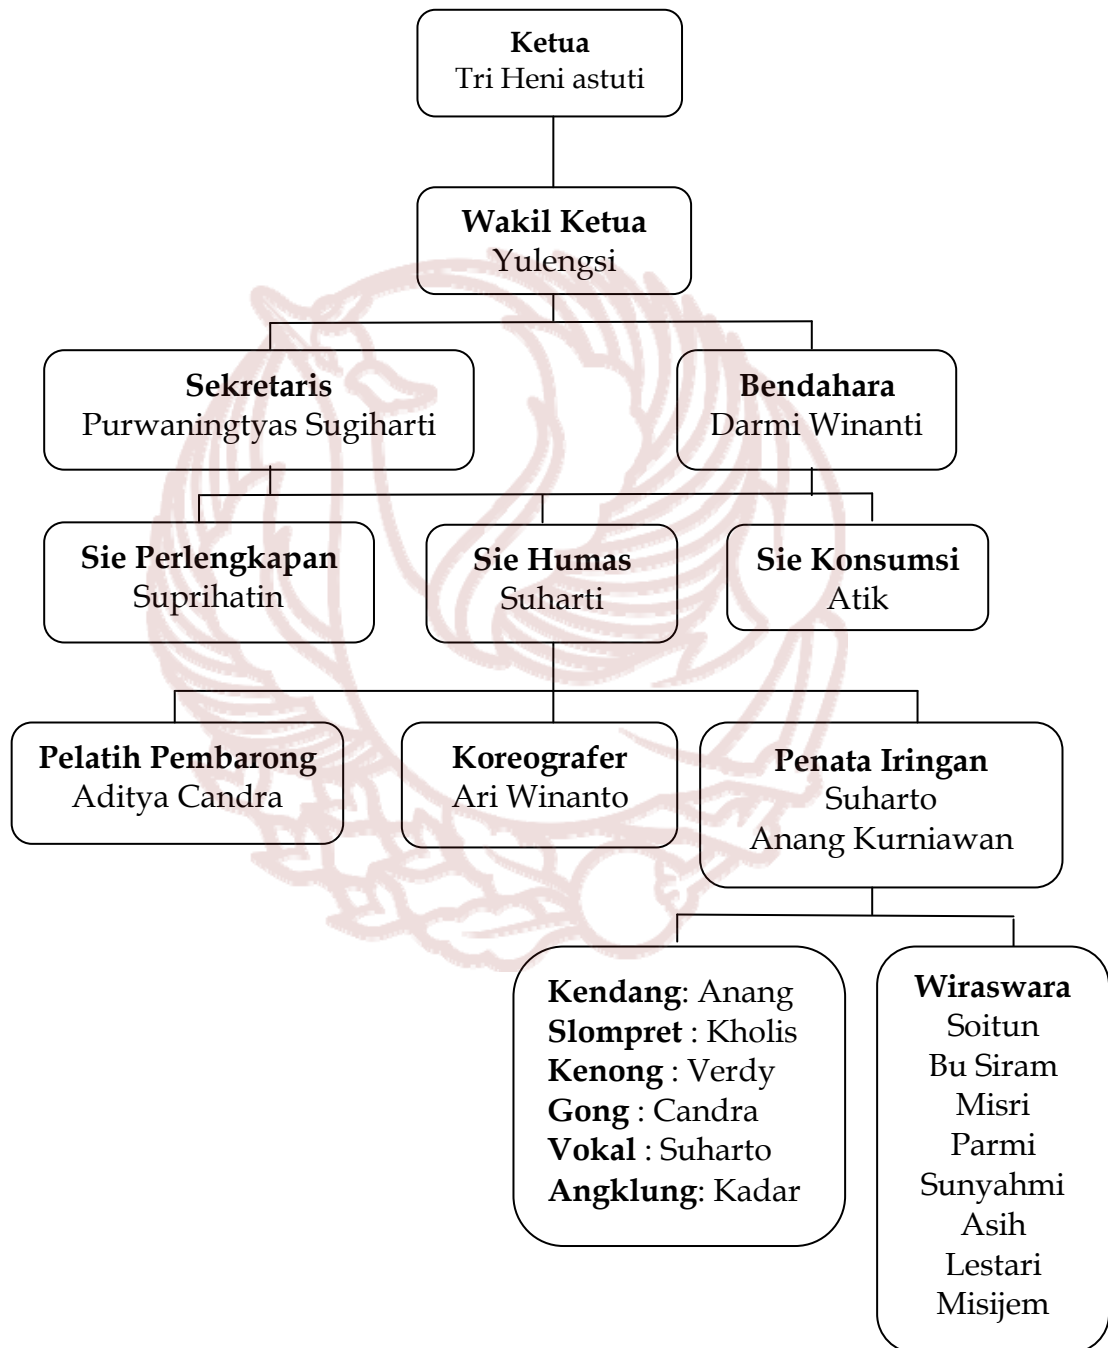 Ketua
Tri Heni astuti
Wakil Ketua
Yulengsi
Sekretaris
Purwaningtyas Sugiharti
Bendahara
Darmi Winanti
Sie Perlengkapan
Suprihatin
Sie Humas
Suharti
Sie Konsumsi
Atik
Pelatih Pembarong
Aditya Candra
Koreografer
Ari Winanto
Penata Iringan
Suharto
Anang Kurniawan
Kendang: Anang
Slompret : Kholis
Kenong : Verdy
Gong : Candra
Vokal : Suharto
Angklung: Kadar
Wiraswara
Soitun
Bu Siram
Misri
Parmi
Sunyahmi
Asih
Lestari
Misijem